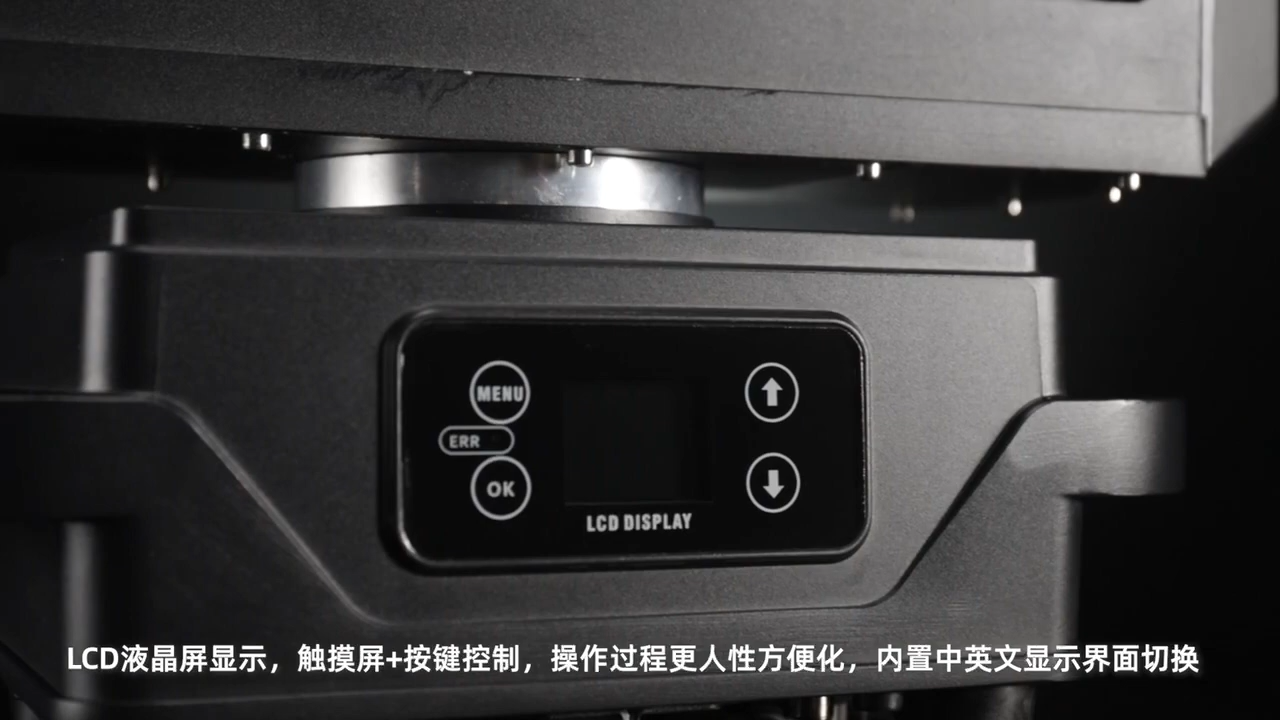 MENU
ERR
OK
LCD DISPLAY
LCD液晶屏显示，触摸屏+按键控制，操作过程更人性方便化，内置中英文显示界面切换